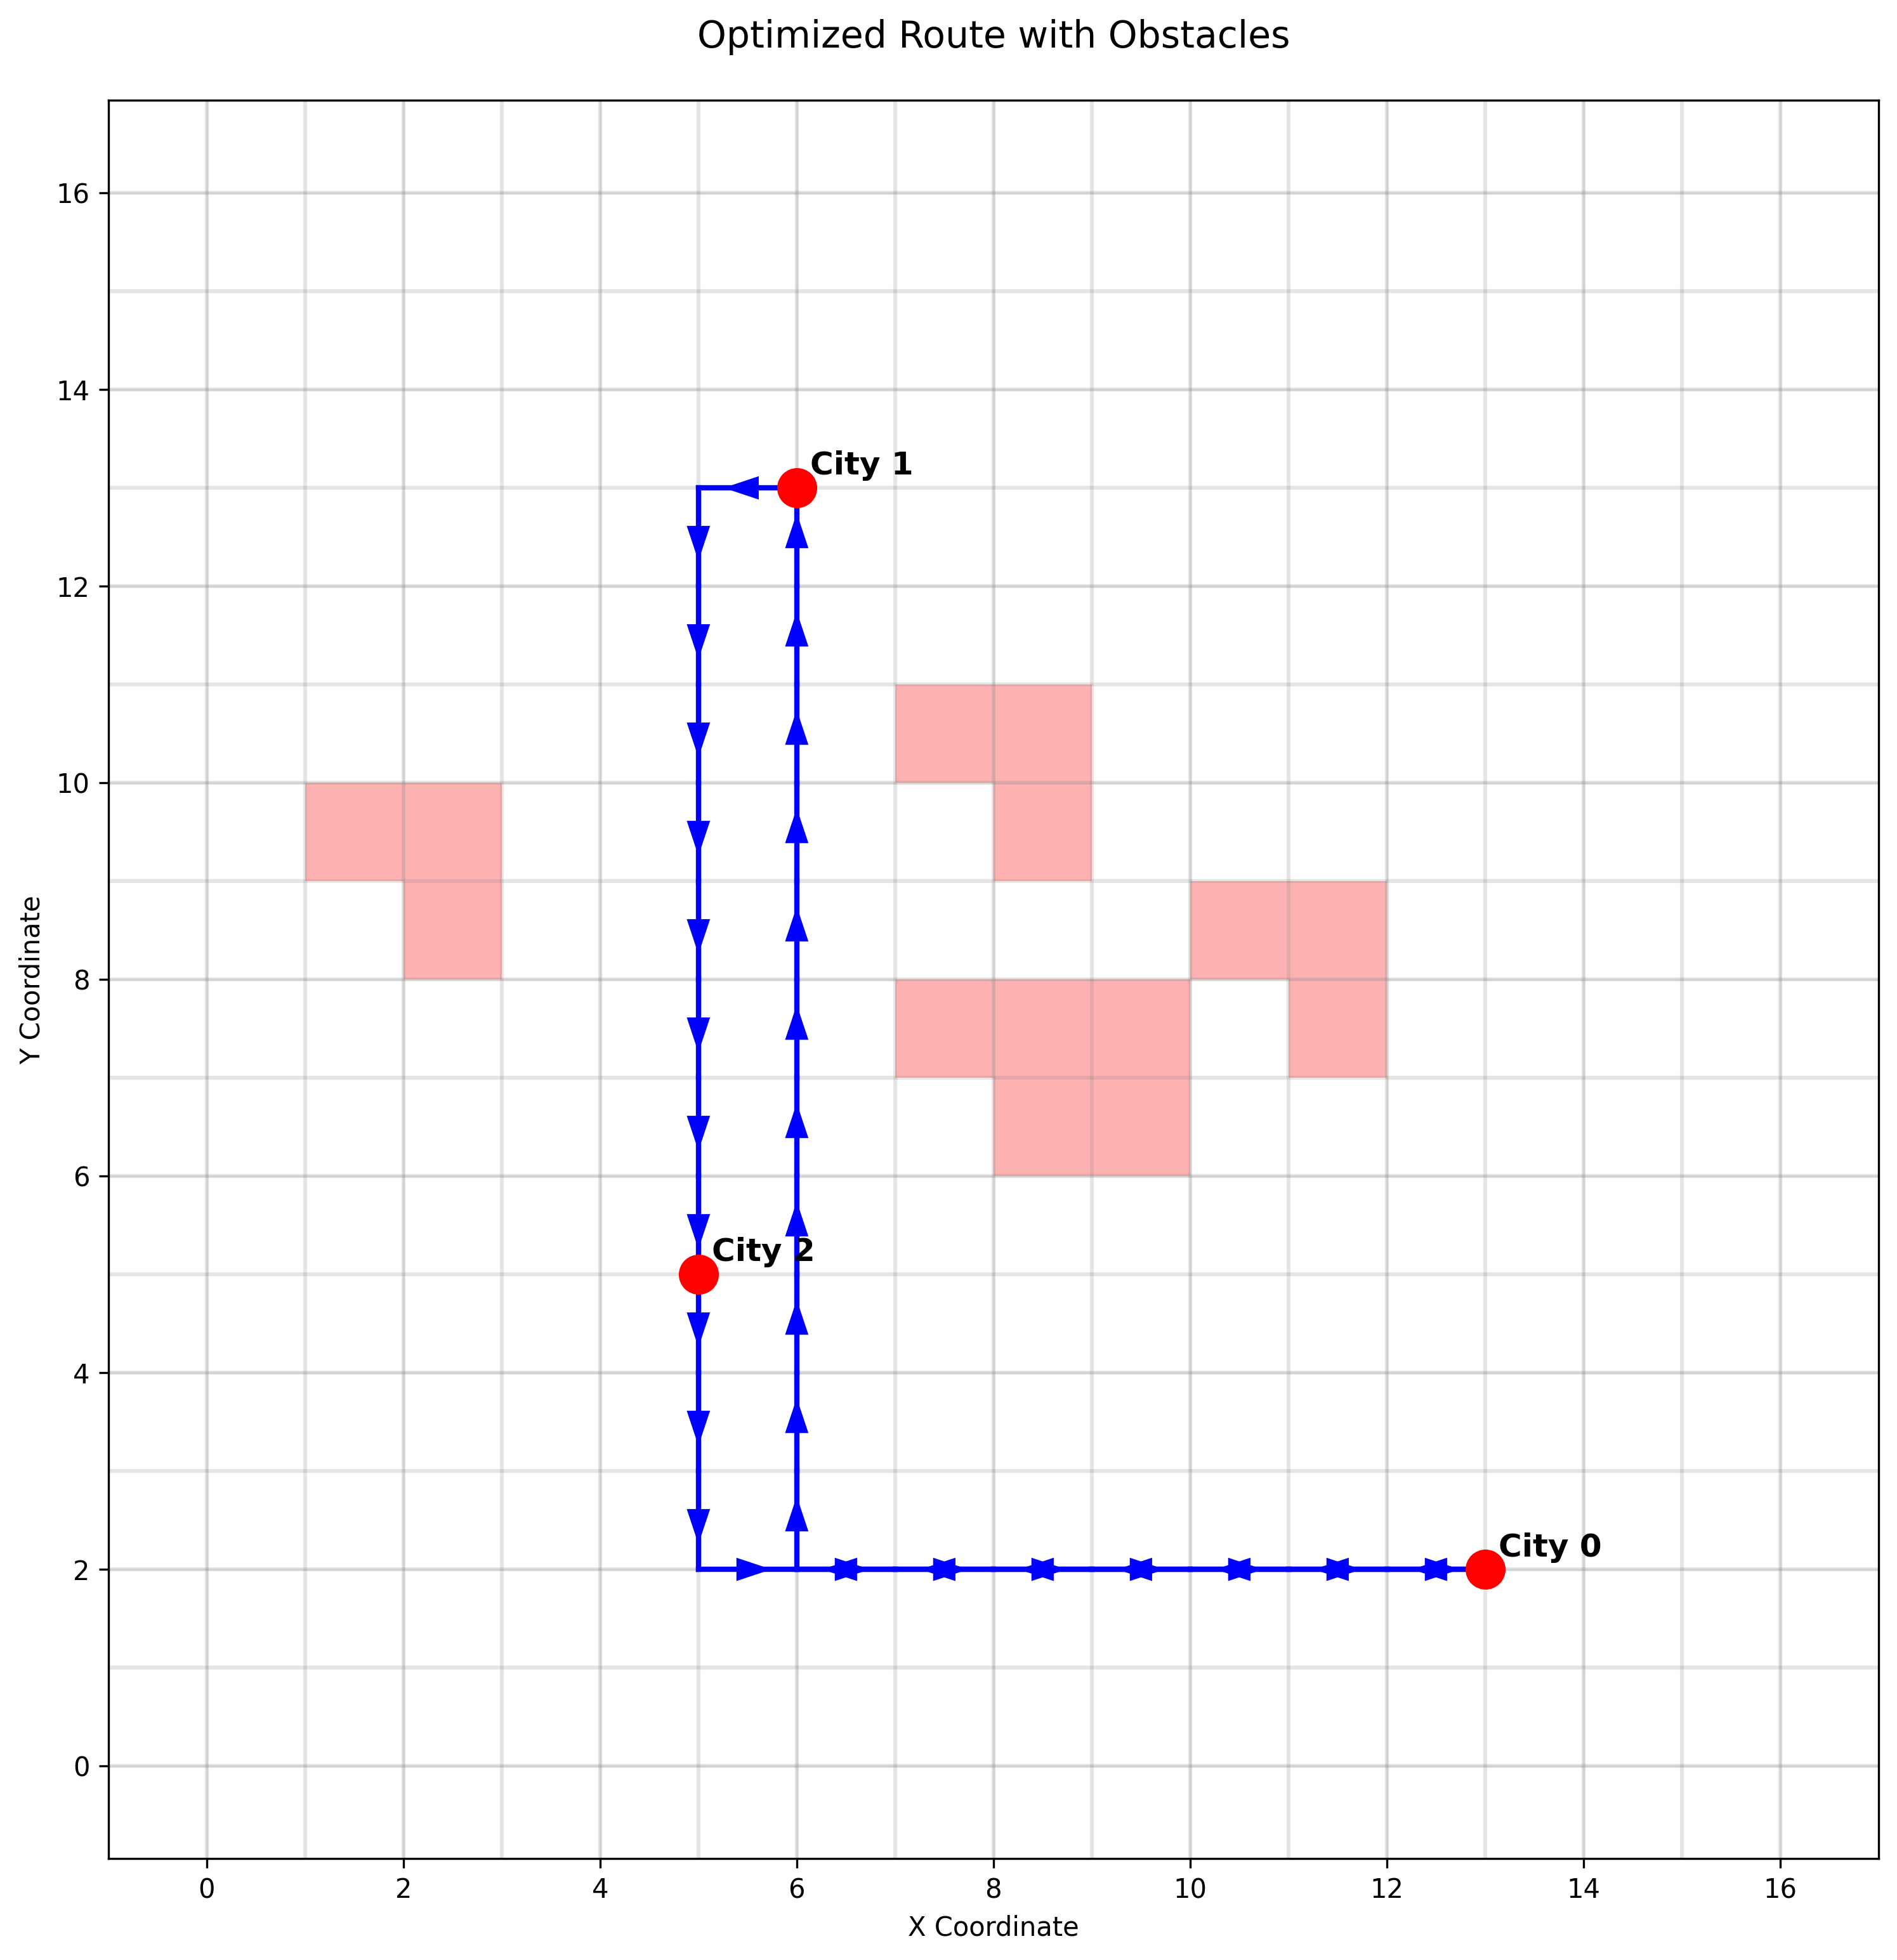 Optimized Route with Obstacles
16
14
12
10
8
6
4
2
0
Y Coordinate
City 1
City 2
City 0
0 2 4 6 8 10 12 14 16
X Coordinate